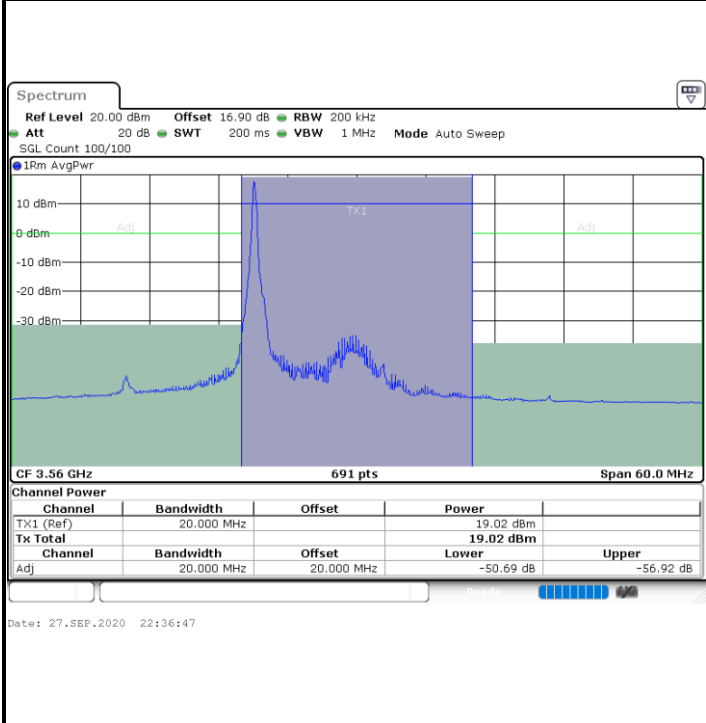 Spectrum
Ref Level 20.00 dBm Offset 16.90 dB RBW 200 kHz
Att 20 dB SWT 200 ms VBW 1 MHz Mode Auto Sweep
SGL Count 100/100
1Rm AvgPwr
10 dBm
TX1
Adj
0 dBm
Adj
-10 dBm
-20 dBm
-30 dBm
CF 3.56 GHz 691 pts Span 60.0 MHz
Channel Power
Channel Bandwidth Offset Power
TX1 (Ref) 20.000 MHz 19.02 dBm
Tx Total 19.02 dBm
Channel Bandwidth Offset Lower Upper
Adj 20.000 MHz 20.000 MHz -50.69 dB -56.92 dB
Ready
Date: 27.SEP.2020 22:36:47